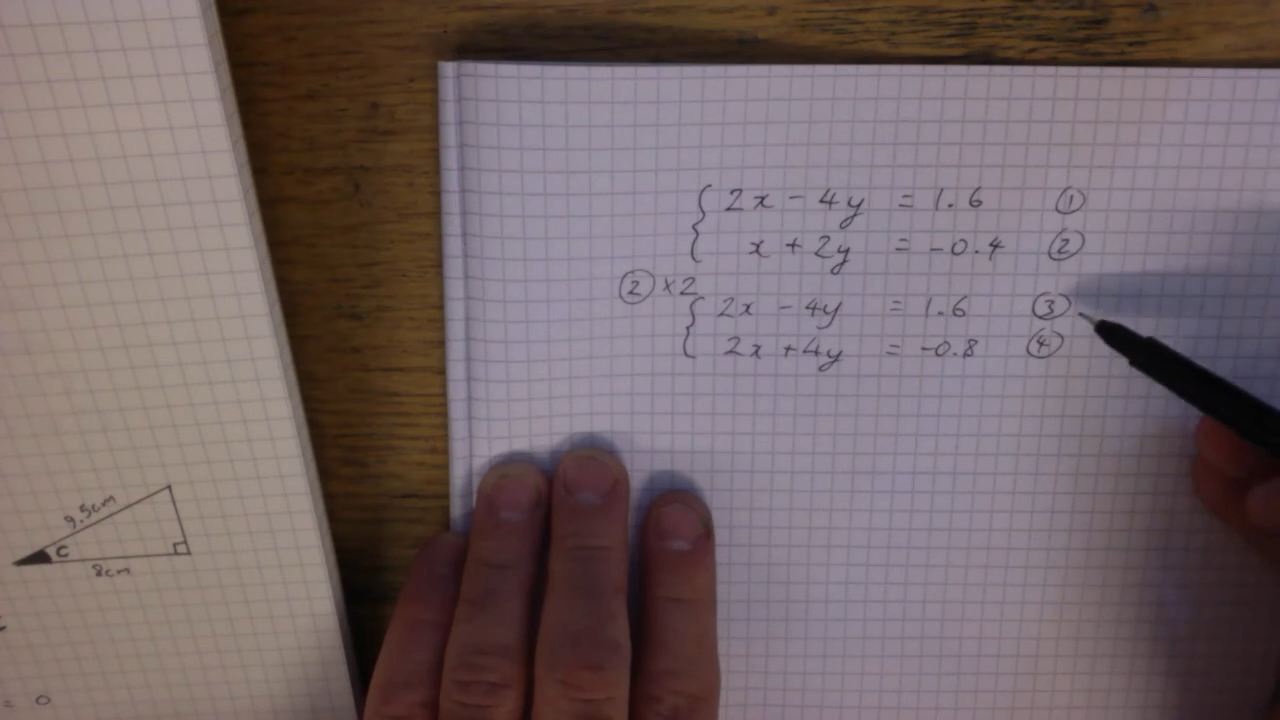 2x - 4y = 1.6 ①
x + 2y = -0.4 ②
② ×2
2x - 4y = 1.6 ③
2x + 4y = -0.8 ④
9.5cm
C
8cm
= 0